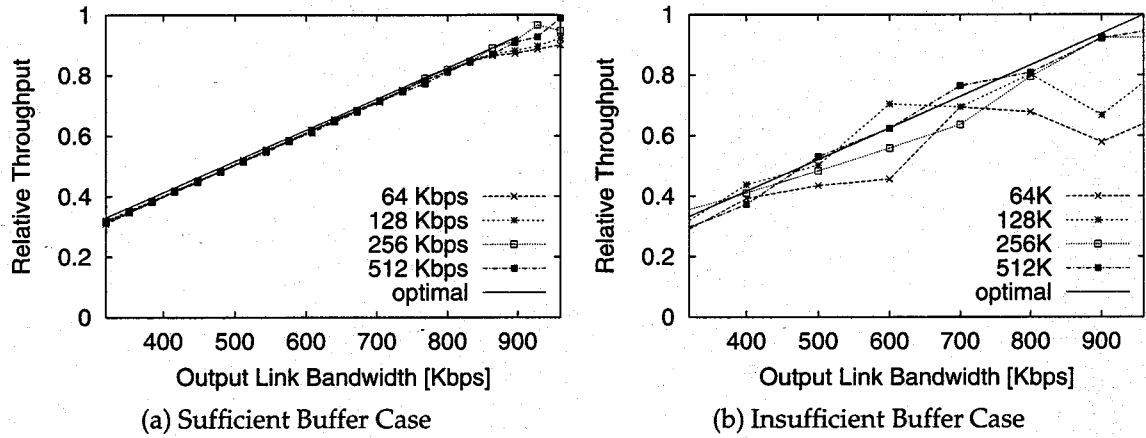 1
0.8
0.6
0.4
0.2
0
Relative Throughput
64 Kbps
128 Kbps
256 Kbps
512 Kbps
optimal
400 500 600 700 800 900
Output Link Bandwidth [Kbps]
(a) Sufficient Buffer Case
1
0.8
0.6
0.4
0.2
0
Relative Throughput
64K
128K
256K
512K
optimal
400 500 600 700 800 900
Output Link Bandwidth [Kbps]
(b) Insufficient Buffer Case